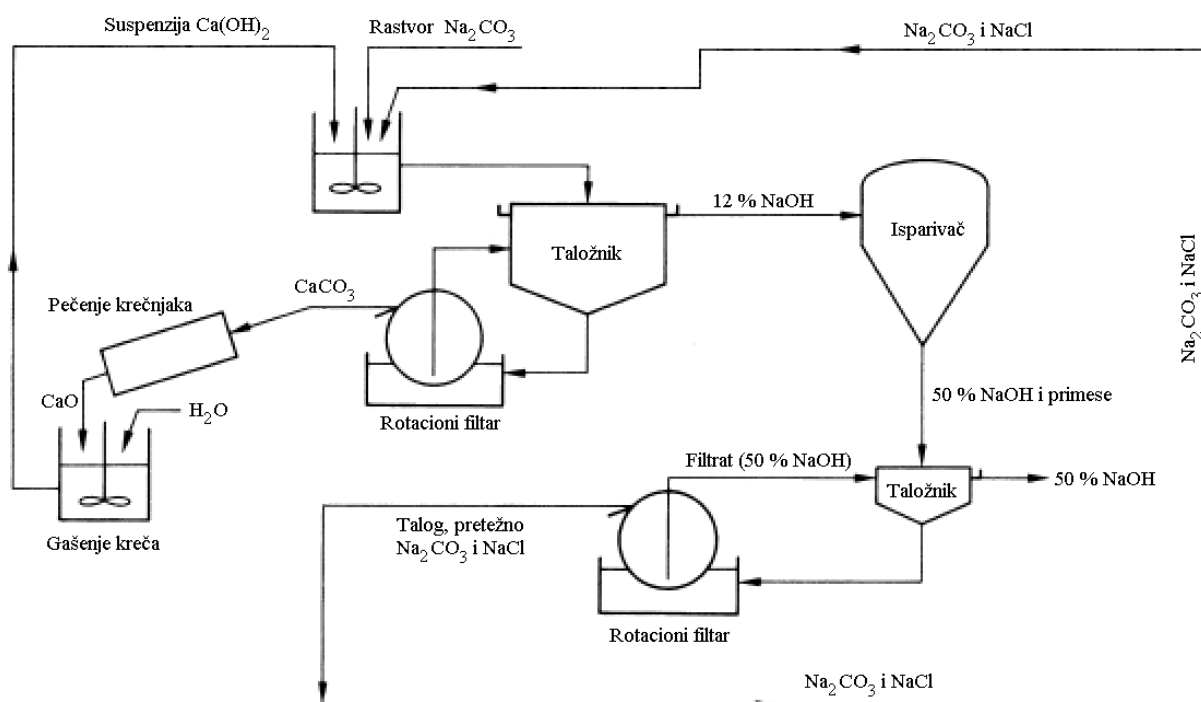 Suspenzija Ca(OH)2
Rastvor Na2CO3
Na2CO3 i NaCl
12 % NaOH
Isparivač
Taložnik
Na2CO3 i NaCl
CaCO3
Pečenje krečnjaka
CaO
H2O
Rotacioni filtar
50 % NaOH i primese
Filtrat (50 % NaOH)
Taložnik
50 % NaOH
Gašenje kreča
Talog, pretežno
Na2CO3 i NaCl
Rotacioni filtar
Na2CO3 i NaCl